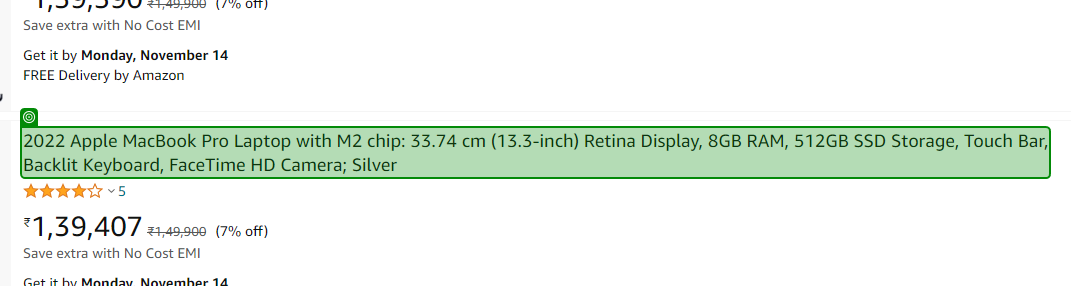 ₹1,49,900 (7% off)
Save extra with No Cost EMI
Get it by Monday, November 14
FREE Delivery by Amazon
2022 Apple MacBook Pro Laptop with M2 chip: 33.74 cm (13.3-inch) Retina Display, 8GB RAM, 512GB SSD Storage, Touch Bar,
Backlit Keyboard, FaceTime HD Camera; Silver
5
₹1,39,407 ₹1,49,900 (7% off)
Save extra with No Cost EMI
Get it by Monday, November 14